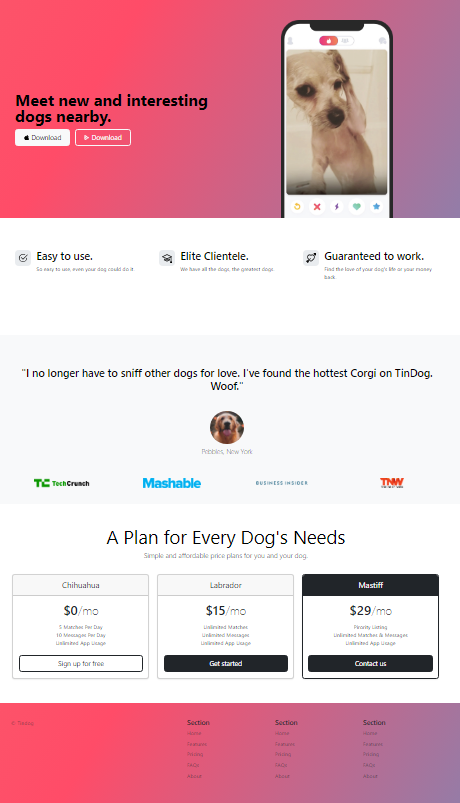 Meet new and interesting
dogs nearby.
Download
Download
Easy to use.
So easy to use, even your dog could do it
Elite Clientele.
We have all the dogs, the greatest dogs
Guaranteed to work.
Find the love of your dog's life or your money
back
"I no longer have to sniff other dogs for love. I've found the hottest Corgi on TinDog.
Woof."
Pebbles, New York
TC TechCrunch
Mashable
BUSINESS INSIDER
TNW
A Plan for Every Dog's Needs
Simple and affordable price plans for you and your dog.
Chihuahua
$0/mo
5 Matches Per Day
10 Messages Per Day
Unlimited App Usage
Sign up for free
Labrador
$15/mo
Unlimited Matches
Unlimited Messages
Unlimited App Usage
Get started
Mastiff
$29/mo
Pirority Listing
Unlimited Matches & Messages
Unlimited App Usage
Contact us
© TinDog
Section
Home
Features
Pricing
FAQs
About
Section
Home
Features
Pricing
FAQs
About
Section
Home
Features
Pricing
FAQs
About